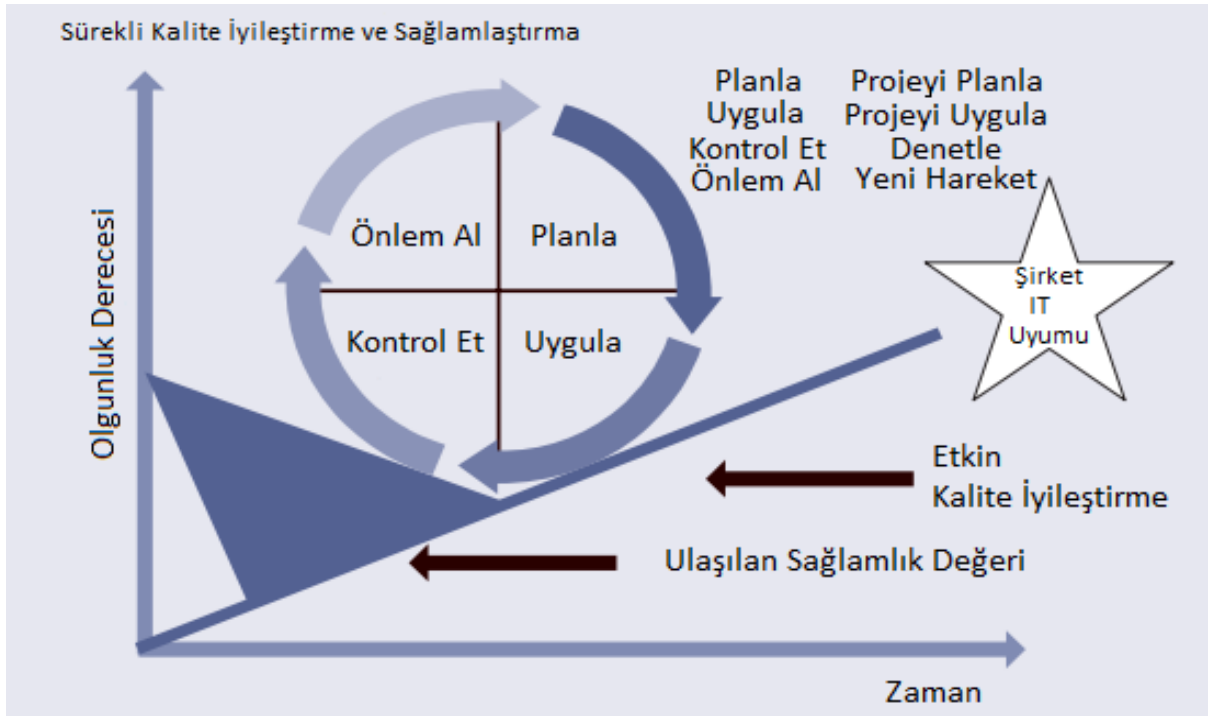 Sürekli Kalite İyileştirme ve Sağlamlaştırma
Planla Projeyi Planla
Uygula Projeyi Uygula
Kontrol Et Denetle
Önlem Al Yeni Hareket
Olgunluk Derecesi
Önlem Al Planla
Kontrol Et Uygula
Şirket
IT
Uyumu
Etkin
Kalite İyileştirme
Ulaşılan Sağlamlık Değeri
Zaman